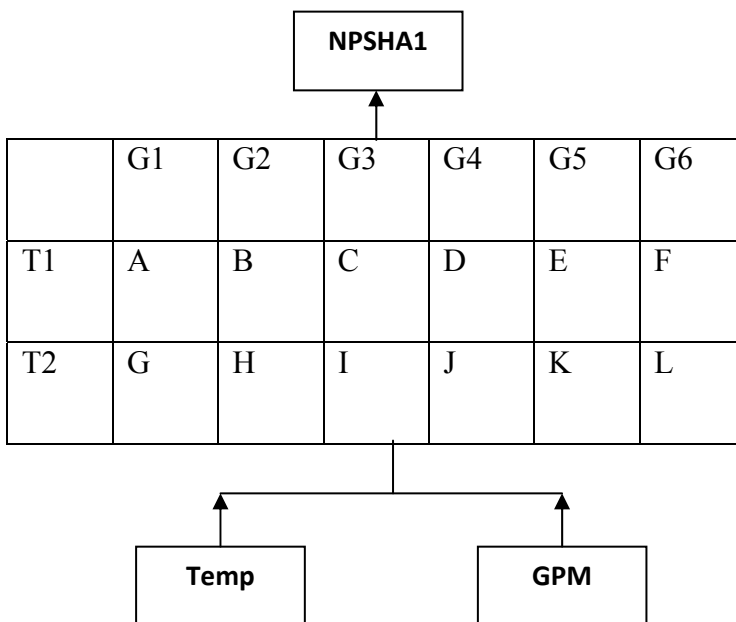 NPSHA1
G1 G2 G3 G4 G5 G6
T1 A B C D E F
T2 G H I J K L
Temp GPM